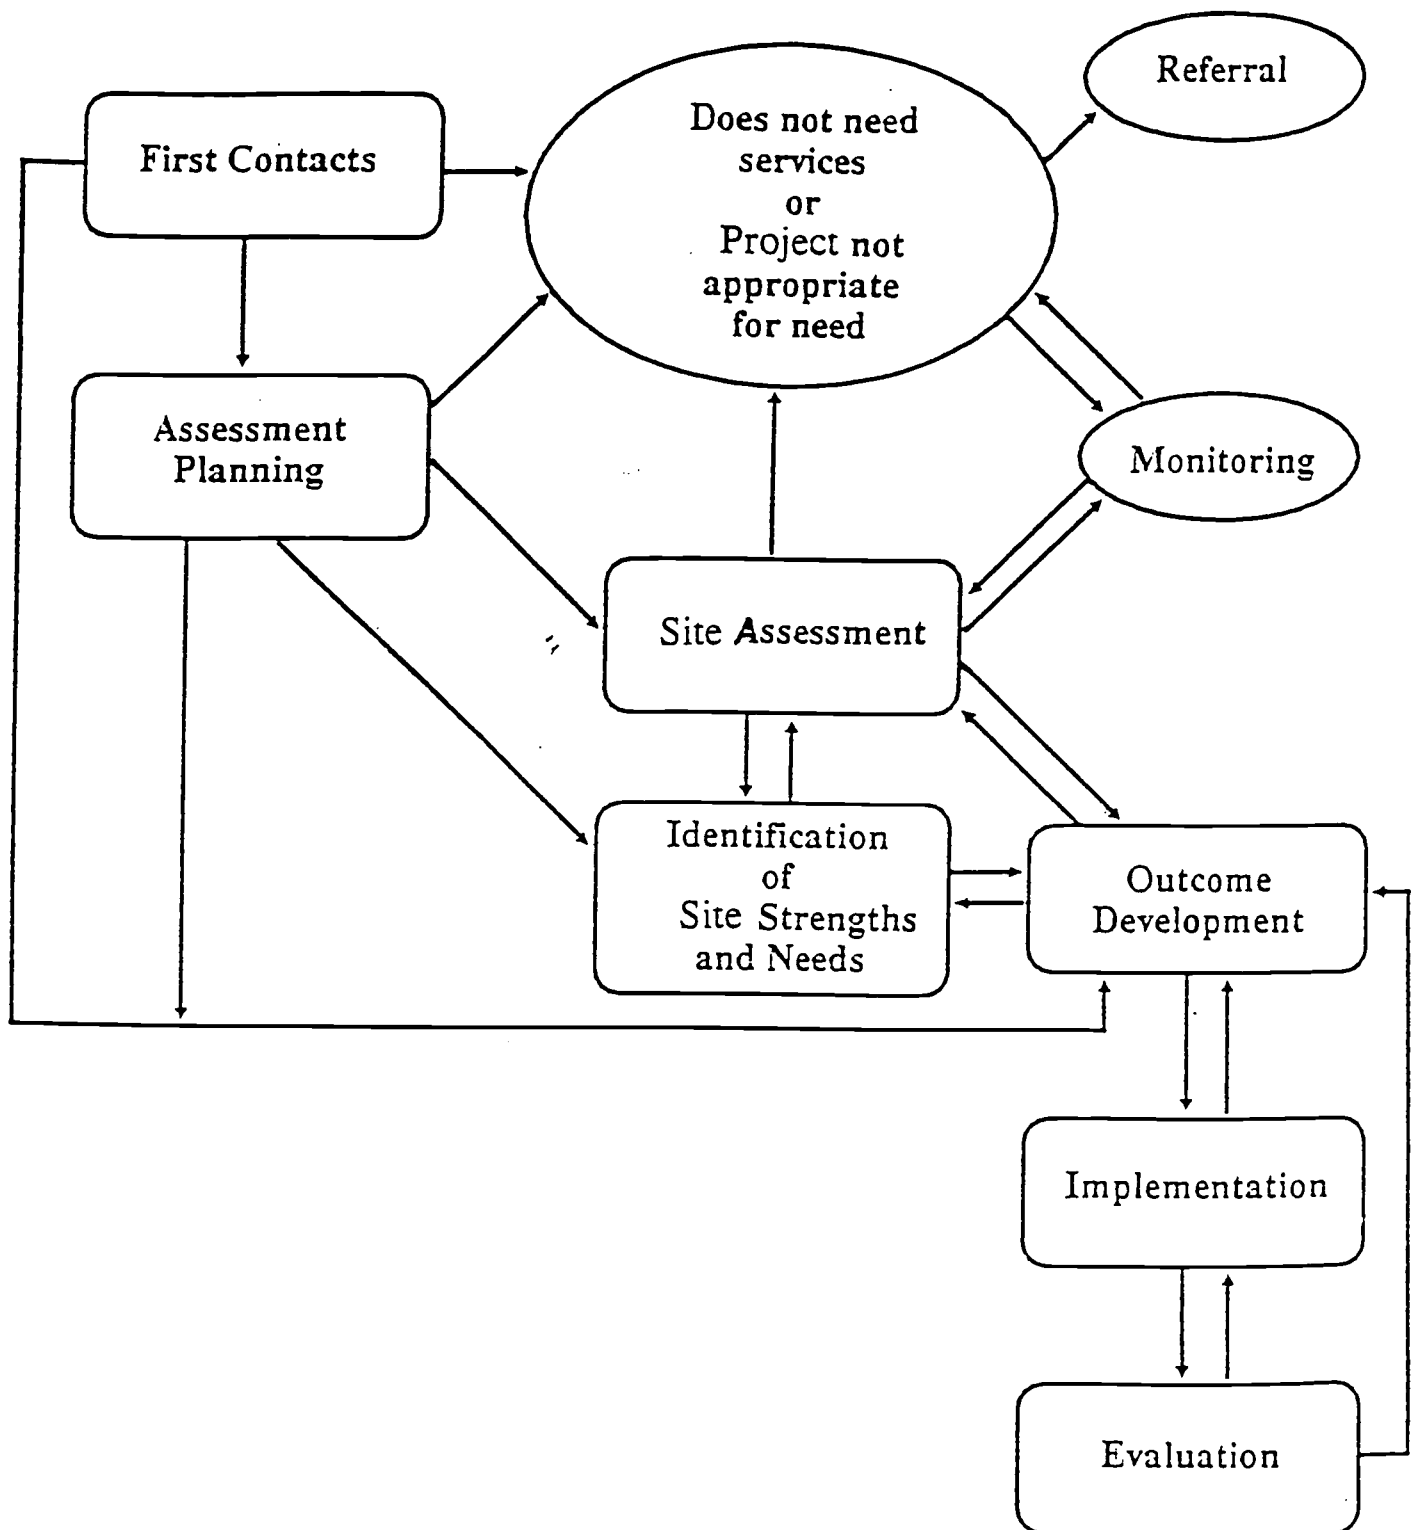 Referral
First Contacts
Does not need
services
or
Project not
appropriate
for need
Assessment
Planning
Monitoring
Site Assessment
Identification
of
Site Strengths
and Needs
Outcome
Development
Implementation
Evaluation